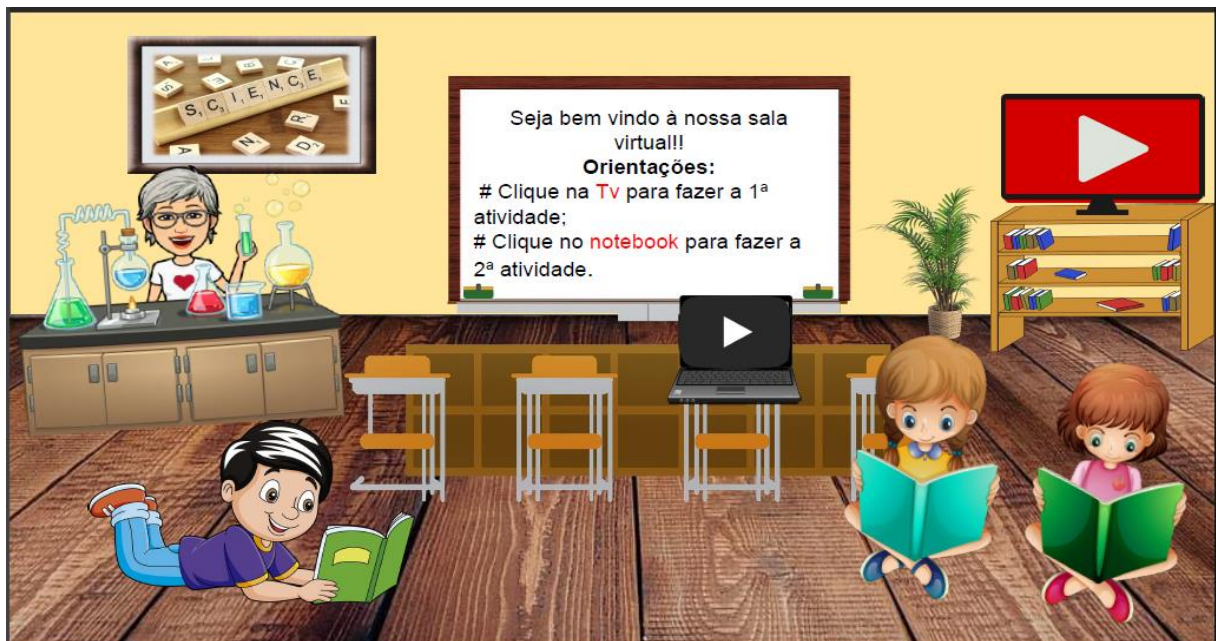 SCIENCE
Seja bem vindo à nossa sala
virtual!!
Orientações:
# Clique na Tv para fazer a 1ª
atividade;
# Clique no notebook para fazer a
2ª atividade.